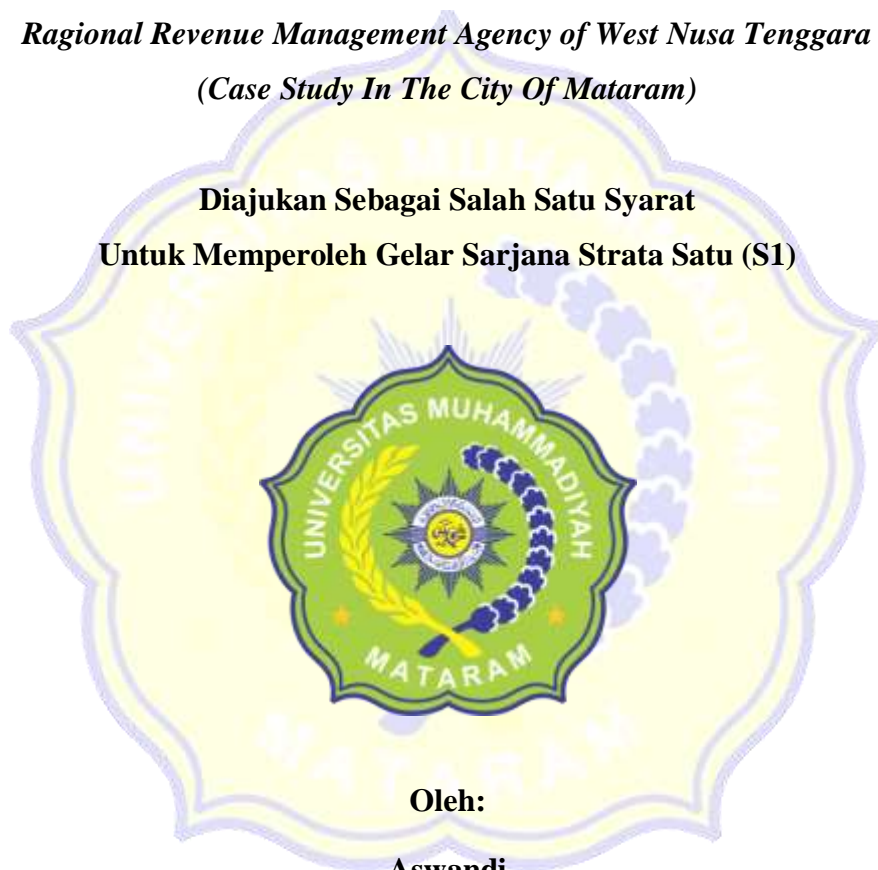 Ragional Revenue Management Agency of West Nusa Tenggara
(Case Study In The City Of Mataram)
Diajukan Sebagai Salah Satu Syarat
Untuk Memperoleh Gelar Sarjana Strata Satu (S1)
UNIVERSITAS MUHAMMADIYAH
MATARAM
Oleh:
Aswandi